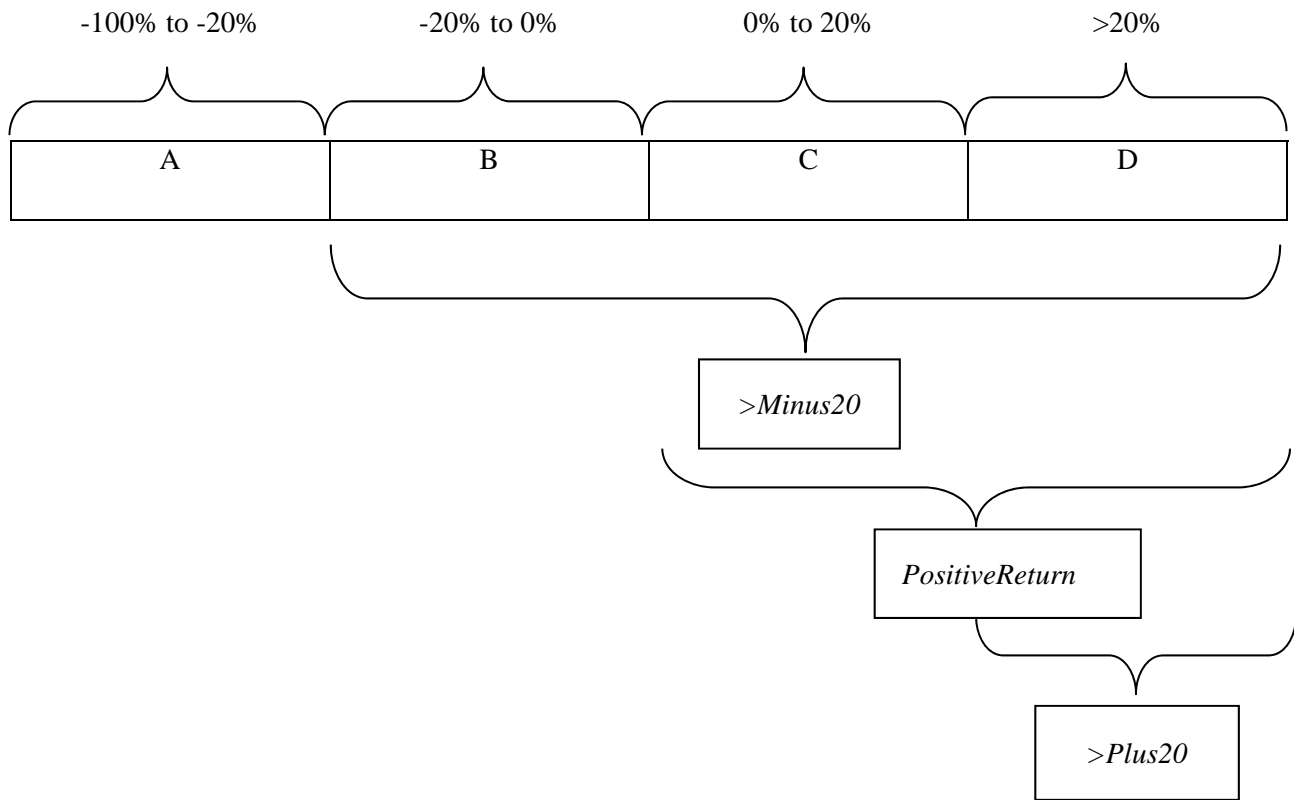 -100% to -20% -20% to 0% 0% to 20% >20%
A B C D
>Minus20
PositiveReturn
>Plus20